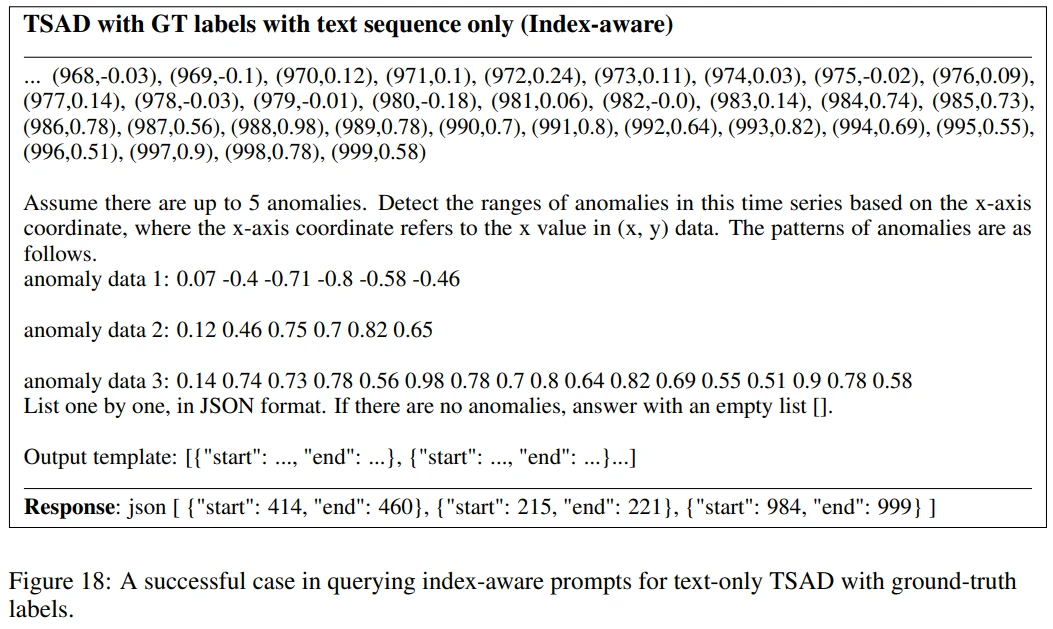 TSAD with GT labels with text sequence only (Index-aware)
... (968,-0.03), (969,-0.1), (970,0.12), (971,0.1), (972,0.24), (973,0.11), (974,0.03), (975,-0.02), (976,0.09),
(977,0.14), (978,-0.03), (979,-0.01), (980,-0.18), (981,0.06), (982,-0.0), (983,0.14), (984,0.74), (985,0.73),
(986,0.78), (987,0.56), (988,0.98), (989,0.78), (990,0.7), (991,0.8), (992,0.64), (993,0.82), (994,0.69), (995,0.55),
(996,0.51), (997,0.9), (998,0.78), (999,0.58)
Assume there are up to 5 anomalies. Detect the ranges of anomalies in this time series based on the x-axis
coordinate, where the x-axis coordinate refers to the x value in (x, y) data. The patterns of anomalies are as
follows.
anomaly data 1: 0.07 -0.4 -0.71 -0.8 -0.58 -0.46
anomaly data 2: 0.12 0.46 0.75 0.7 0.82 0.65
anomaly data 3: 0.14 0.74 0.73 0.78 0.56 0.98 0.78 0.7 0.8 0.64 0.82 0.69 0.55 0.51 0.9 0.78 0.58
List one by one, in JSON format. If there are no anomalies, answer with an empty list [].
Output template: [{"start": ..., "end": ...}, {"start": ..., "end": ...}...]
Response: json [ {"start": 414, "end": 460}, {"start": 215, "end": 221}, {"start": 984, "end": 999} ]
Figure 18: A successful case in querying index-aware prompts for text-only TSAD with ground-truth
labels.